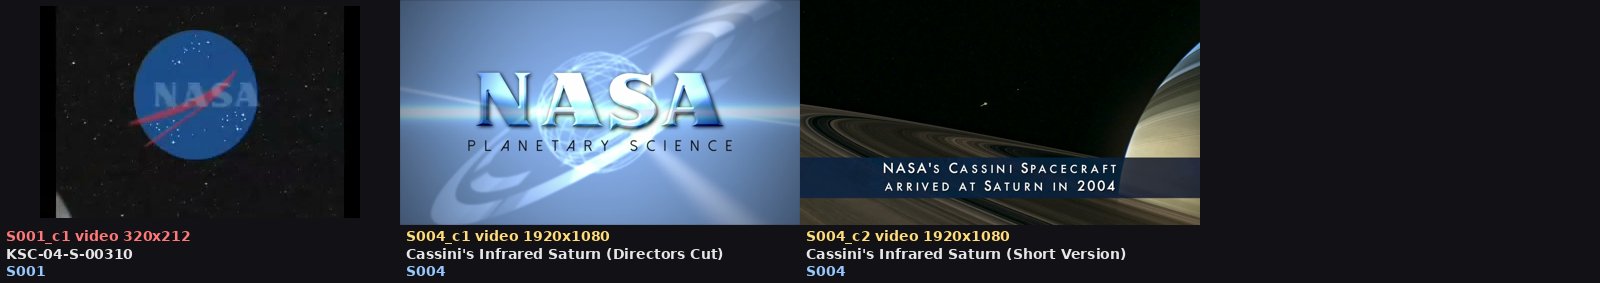 NASA
S001_c1 video 320x212
KSC-04-S-00310
S001
NASA
PLANETARY SCIENCE
S004_c1 video 1920x1080
Cassini's Infrared Saturn (Directors Cut)
S004
NASA's Cassini Spacecraft
arrived at Saturn in 2004
S004_c2 video 1920x1080
Cassini's Infrared Saturn (Short Version)
S004